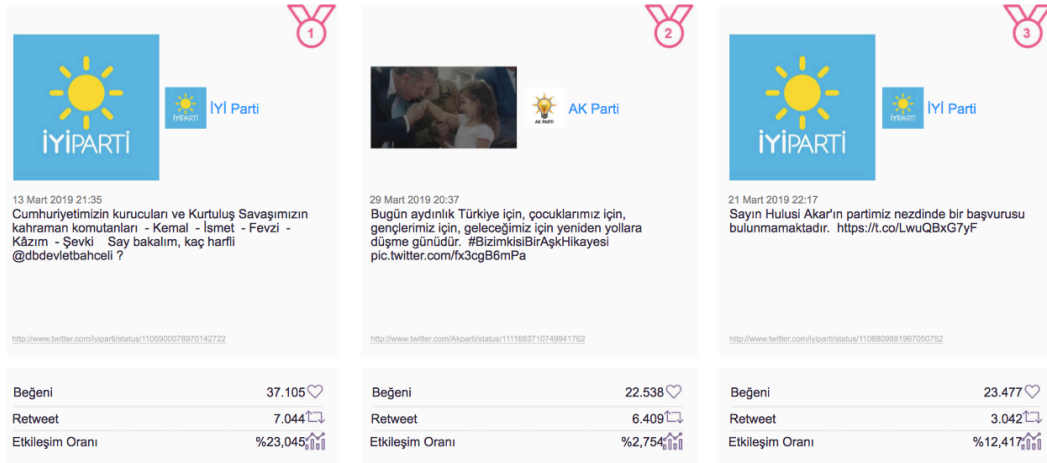 1
İYİPARTİ
İYİPARTİ
İYİ Parti
13 Mart 2019 21:35
Cumhuriyetimizin kurucuları ve Kurtuluş Savaşımızın
kahraman komutanları - Kemal - İsmet - Fevzi -
Kâzım - Şevki Say bakalım, kaç harfli
@dbdevletbahceli ?
http://www.twitter.com/iyiparti/status/1105900078970142722
Beğeni 37.105
Retweet 7.044
Etkileşim Oranı %23,045
2
AK PARTİ
AK Parti
29 Mart 2019 20:37
Bugün aydınlık Türkiye için, çocuklarımız için,
gençlerimiz için, geleceğimiz için yeniden yollara
düşme günüdür. #BizimkisiBirAşkHikayesi
pic.twitter.com/fx3cgB6mPa
http://www.twitter.com/Akparti/status/1111683710749941762
Beğeni 22.538
Retweet 6.409
Etkileşim Oranı %2,754
3
İYİPARTİ
İYİPARTİ
İYİ Parti
21 Mart 2019 22:17
Sayın Hulusi Akar'ın partimiz nezdinde bir başvurusu
bulunmamaktadır. https://t.co/LwuQBxG7yF
http://www.twitter.com/iyiparti/status/1108809881967050752
Beğeni 23.477
Retweet 3.042
Etkileşim Oranı %12,417